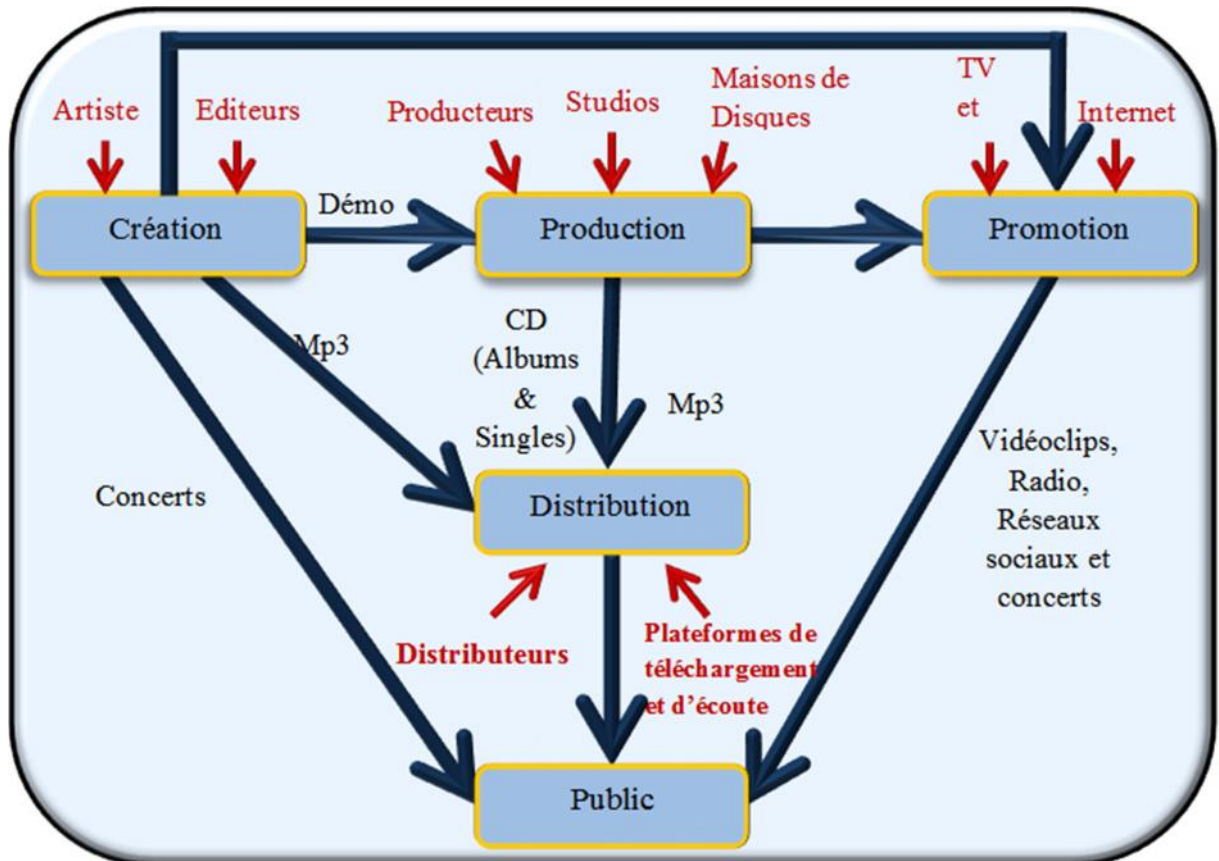 Artiste
Editeurs
Producteurs
Studios
Maisons de
Disques
TV
et
Internet
Création
Démo
Production
Promotion
Mp3
CD
(Albums
&
Singles)
Mp3
Concerts
Distribution
Vidéoclips,
Radio,
Réseaux
sociaux et
concerts
Distributeurs
Plateformes de
téléchargement
et d'écoute
Public